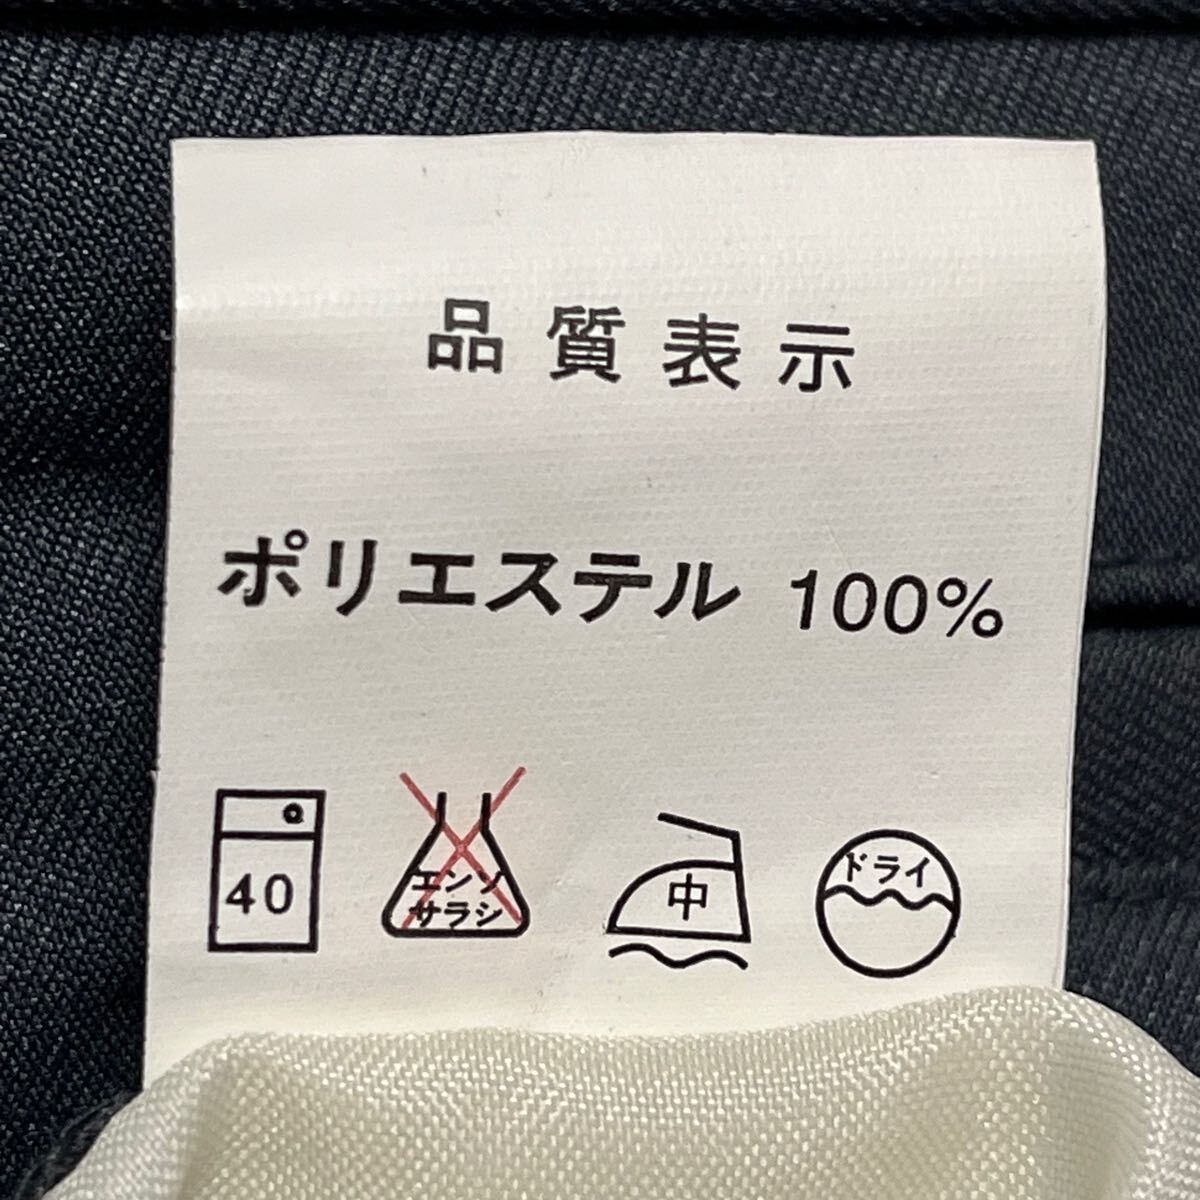 品質表示
ポリエステル 100%
40
エンソ
サラシ
中
ドライ